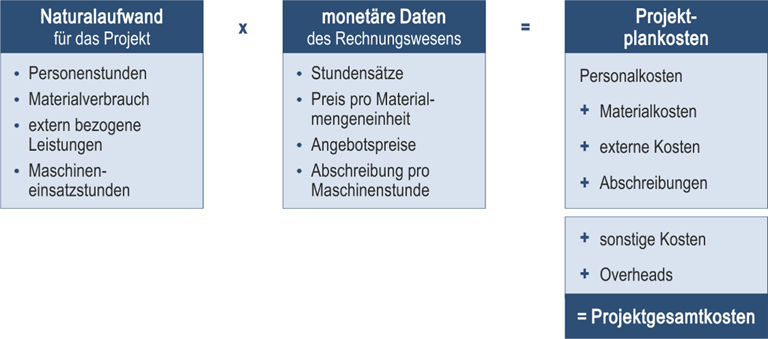 Naturalaufwand
für das Projekt
• Personenstunden
• Materialverbrauch
• extern bezogene
Leistungen
• Maschinen-
einsatzstunden
x
monetäre Daten
des Rechnungswesens
• Stundensätze
• Preis pro Material-
mengeneinheit
• Angebotspreise
• Abschreibung pro
Maschinenstunde
=
Projekt-
plankosten
Personalkosten
+ Materialkosten
+ externe Kosten
+ Abschreibungen
+ sonstige Kosten
+ Overheads
= Projektgesamtkosten